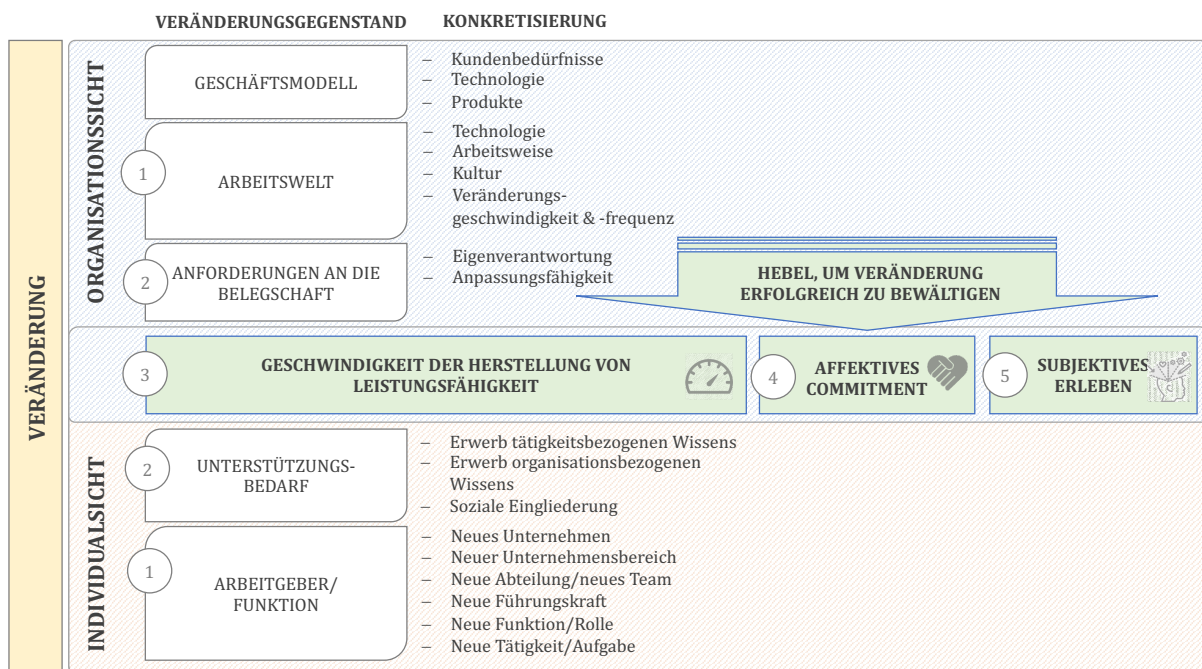 VERÄNDERUNGSGEGENSTAND
KONKRETISIERUNG
VERÄNDERUNG
ORGANISATIONSSICHT
GESCHÄFTSMODELL
– Kundenbedürfnisse
– Technologie
– Produkte
1
ARBEITSWELT
– Technologie
– Arbeitsweise
– Kultur
– Veränderungs-
geschwindigkeit & -frequenz
2
ANFORDERUNGEN AN DIE
BELEGSCHAFT
– Eigenverantwortung
– Anpassungsfähigkeit
HEBEL, UM VERÄNDERUNG
ERFOLGREICH ZU BEWÄLTIGEN
3
GESCHWINDIGKEIT DER HERSTELLUNG VON
LEISTUNGSFÄHIGKEIT
4
AFFEKTIVES
COMMITMENT
5
SUBJEKTIVES
ERLEBEN
INDIVIDUALSICHT
2
UNTERSTÜTZUNGS-
BEDARF
– Erwerb tätigkeitsbezogenen Wissens
– Erwerb organisationsbezogenen
Wissens
– Soziale Eingliederung
1
ARBEITGEBER/
FUNKTION
– Neues Unternehmen
– Neuer Unternehmensbereich
– Neue Abteilung/neues Team
– Neue Führungskraft
– Neue Funktion/Rolle
– Neue Tätigkeit/Aufgabe